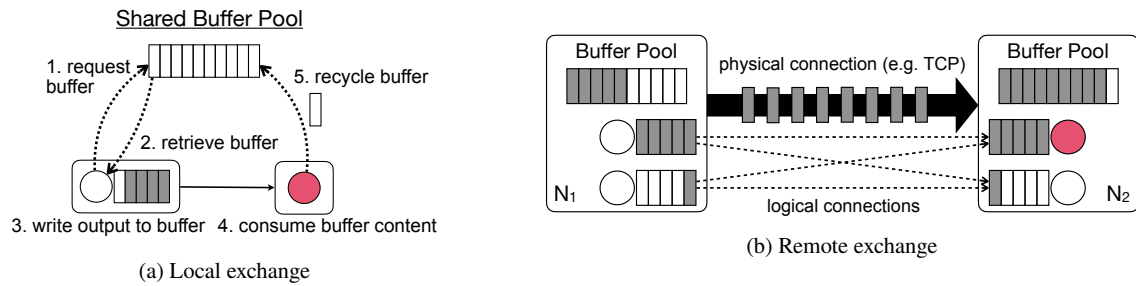 Shared Buffer Pool
1. request
buffer
5. recycle buffer
2. retrieve buffer
3. write output to buffer
4. consume buffer content
(a) Local exchange
Buffer Pool
physical connection (e.g. TCP)
Buffer Pool
N1
logical connections
N2
(b) Remote exchange